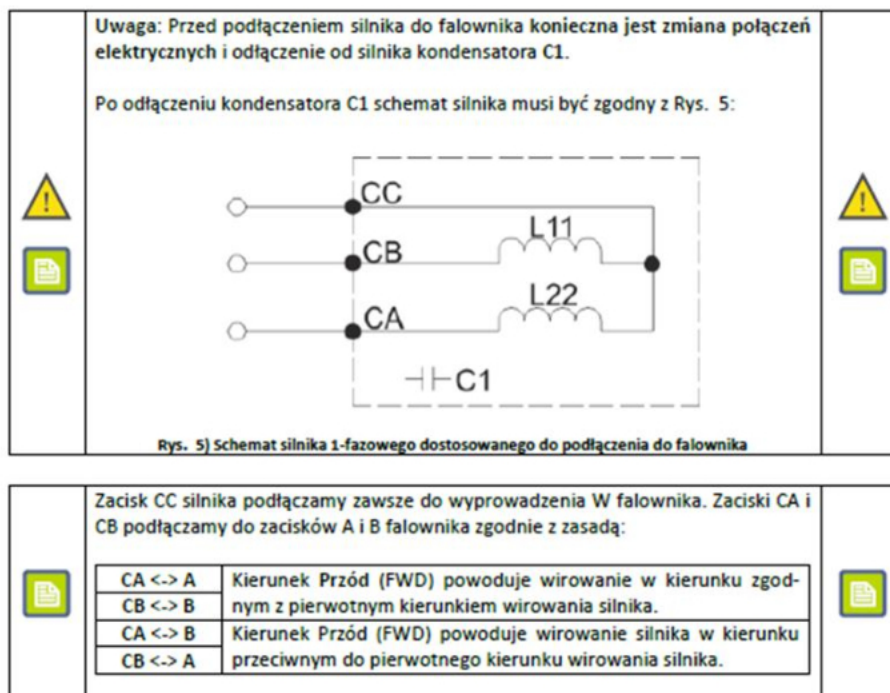 Uwaga: Przed podłączeniem silnika do falownika konieczna jest zmiana połączeń
elektrycznych i odłączenie od silnika kondensatora C1.
Po odłączeniu kondensatora C1 schemat silnika musi być zgodny z Rys. 5:
CC
L11
CB
L22
CA
C1
Rys. 5) Schemat silnika 1-fazowego dostosowanego do podłączenia do falownika
Zacisk CC silnika podłączamy zawsze do wyprowadzenia W falownika. Zaciski CA i
CB podłączamy do zacisków A i B falownika zgodnie z zasadą:
CA <-> A
CB <-> B
Kierunek Przód (FWD) powoduje wirowanie w kierunku zgod-
nym z pierwotnym kierunkiem wirowania silnika.
CA <-> B
CB <-> A
Kierunek Przód (FWD) powoduje wirowanie silnika w kierunku
przeciwnym do pierwotnego kierunku wirowania silnika.